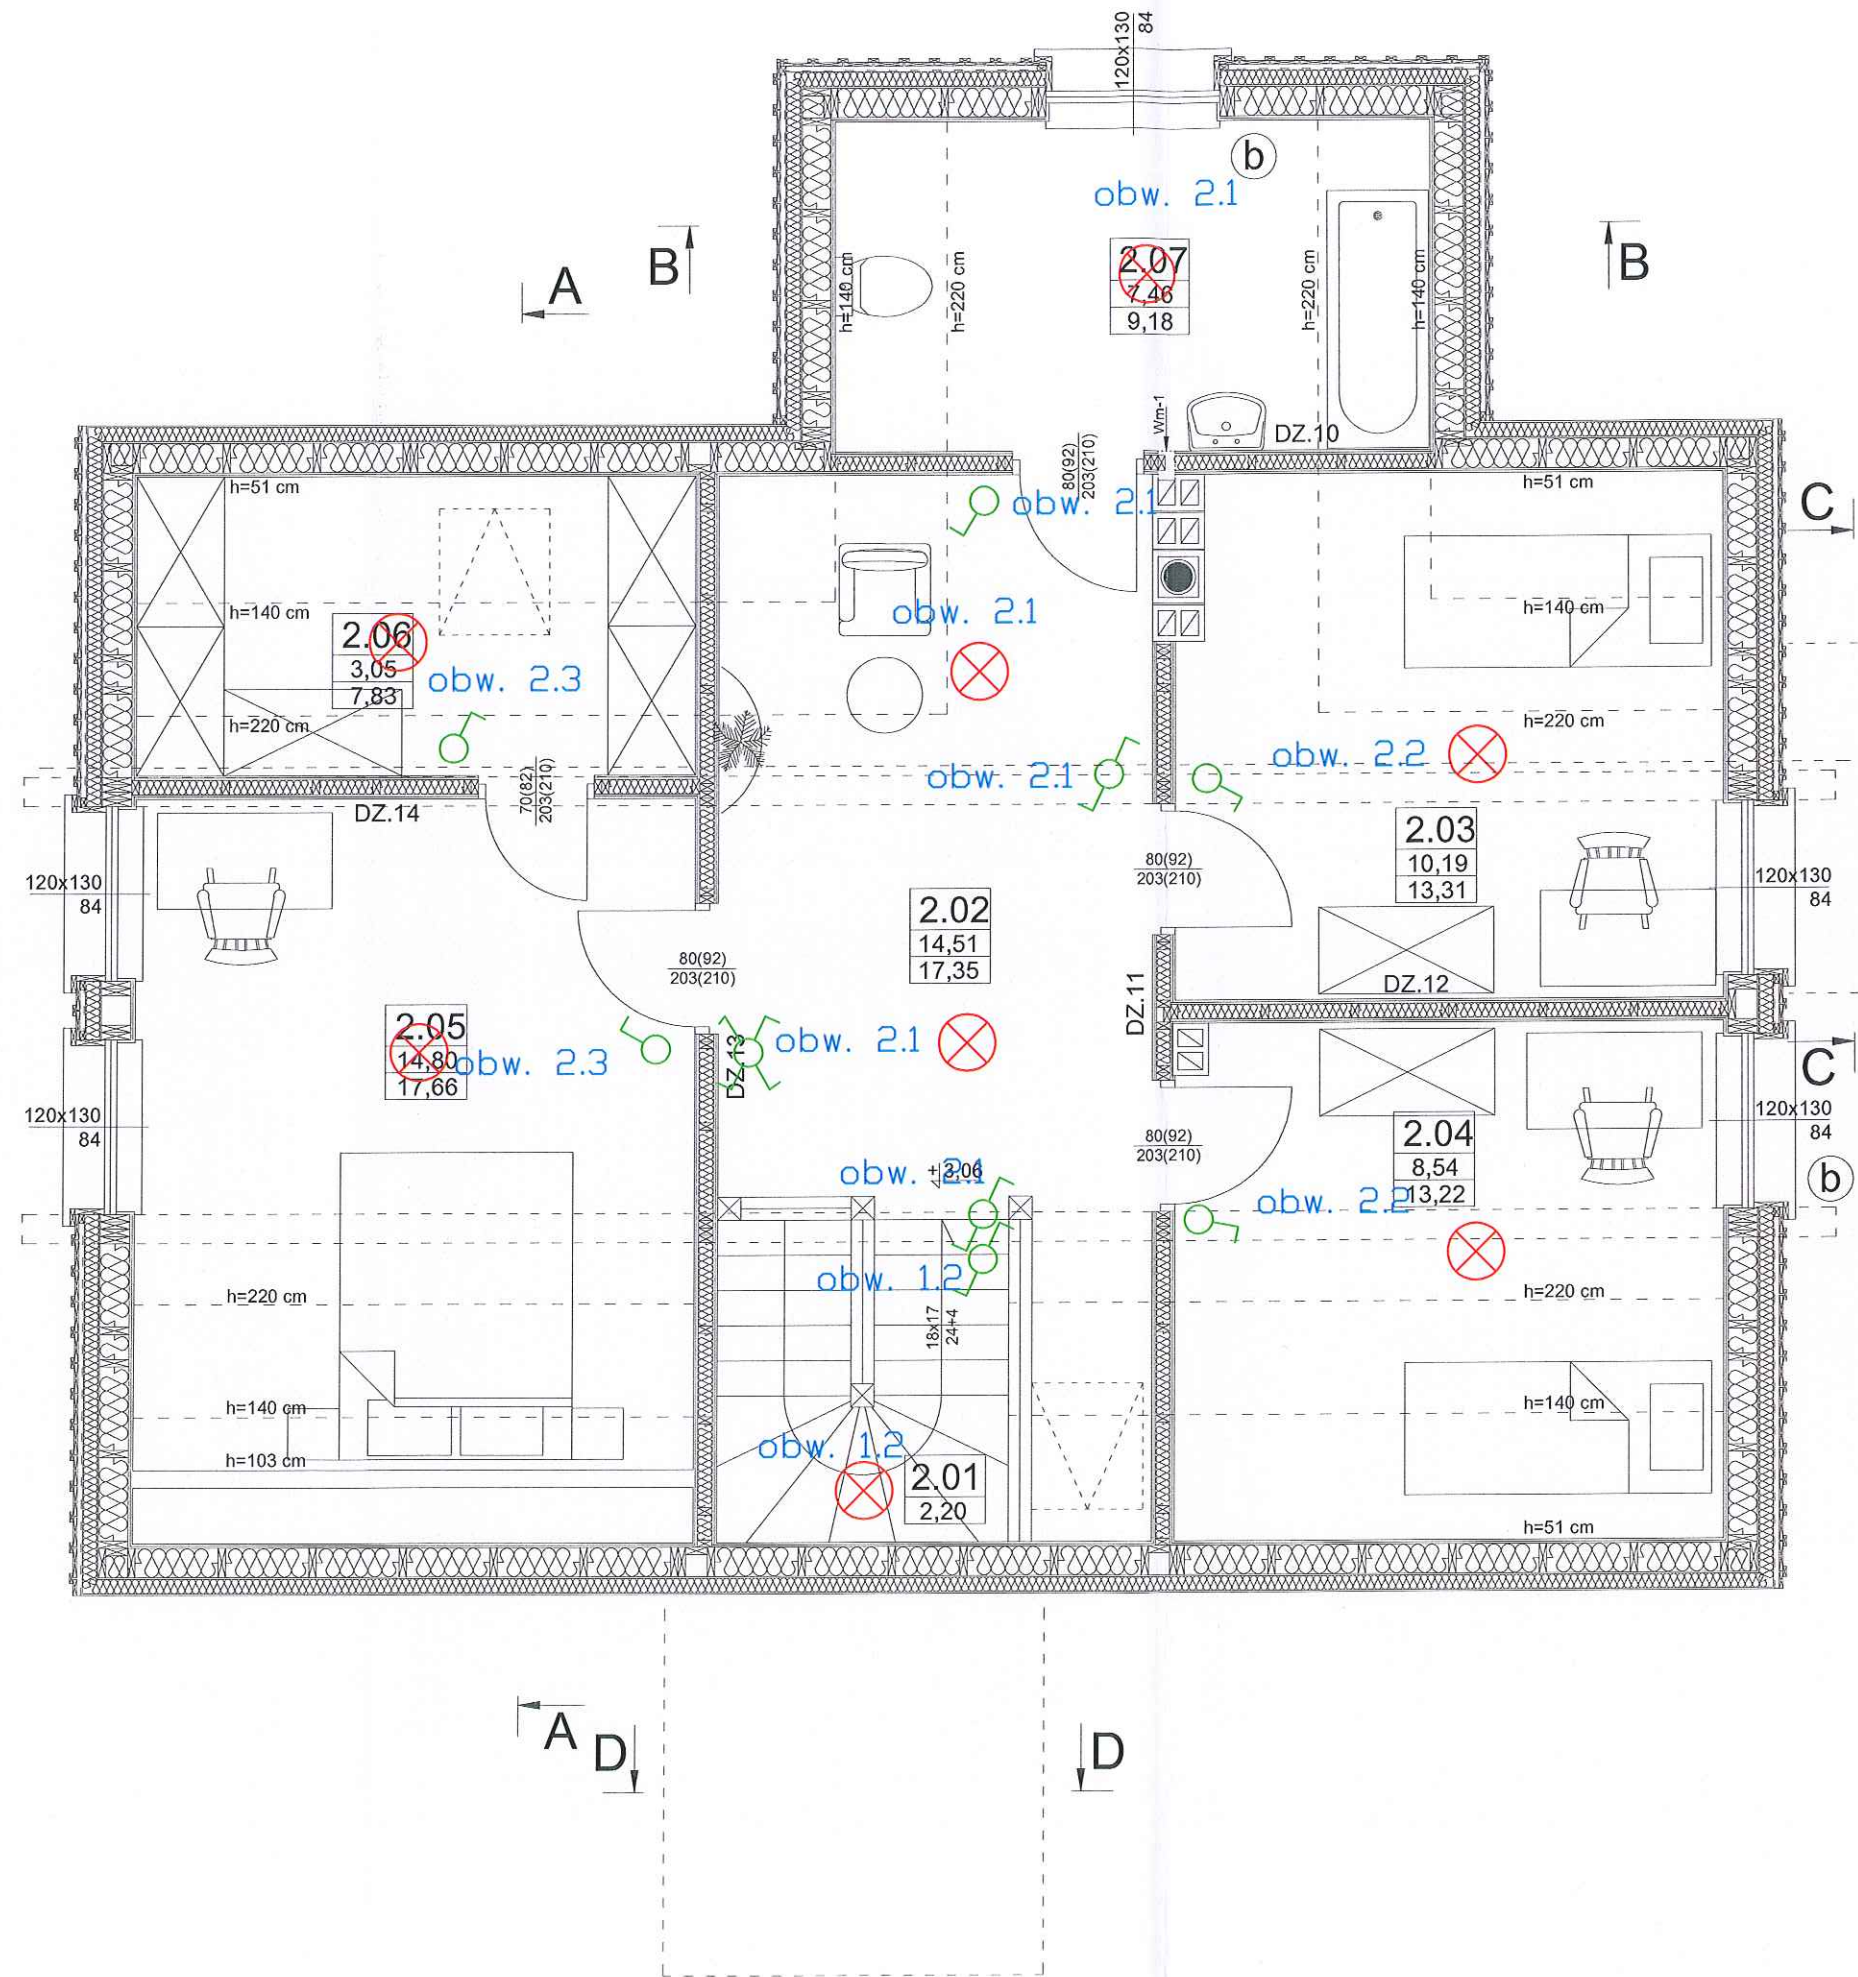 120x130
84
b
obw. 2.1
B
B
A
2.07
7,46
9,18
h=140 cm
h=220 cm
h=220 cm
h=140 cm
Wm-1
DZ.10
80(92)
203(210)
h=51 cm
h=51 cm
C
obw. 2.1
h=140 cm
2.06
3,05
7,83
obw. 2.3
h=220 cm
obw. 2.1
h=140 cm
h=220 cm
obw. 2.2
obw. 2.1
70(82)
203(210)
DZ.14
2.03
10,19
13,31
80(92)
203(210)
120x130
84
120x130
84
2.02
14,51
17,35
80(92)
203(210)
DZ.12
DZ.11
2.05
14,80
17,66
obw. 2.3
DZ.13
obw. 2.1
C
120x130
84
120x130
84
2.04
8,54
13,22
80(92)
203(210)
b
obw. 2.1
+3,06
obw. 2.2
obw. 1.2
h=220 cm
h=220 cm
18x17
24+4
h=140 cm
h=140 cm
obw. 1.2
h=103 cm
2.01
2,20
h=51 cm
A
D
D